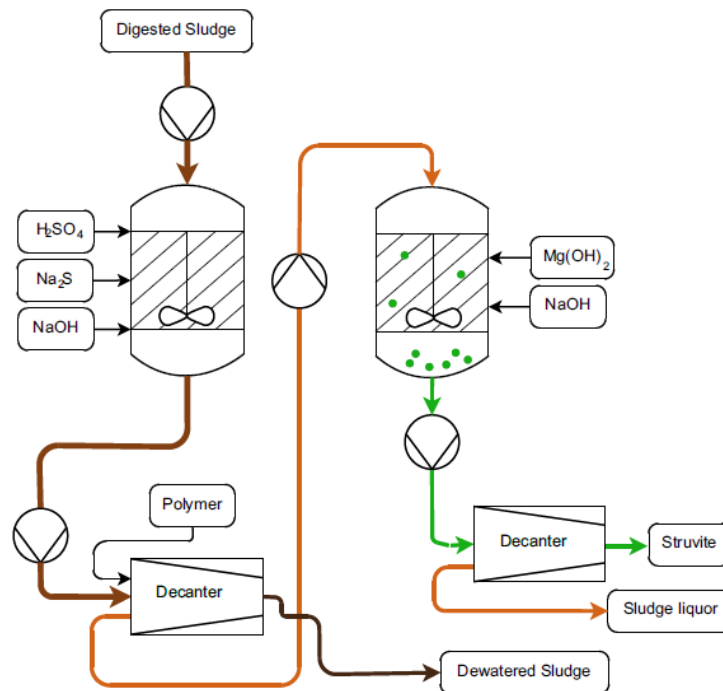 Digested Sludge
H₂SO₄
Na₂S
NaOH
Mg(OH)₂
NaOH
Polymer
Decanter
Decanter
Struvite
Sludge liquor
Dewatered Sludge